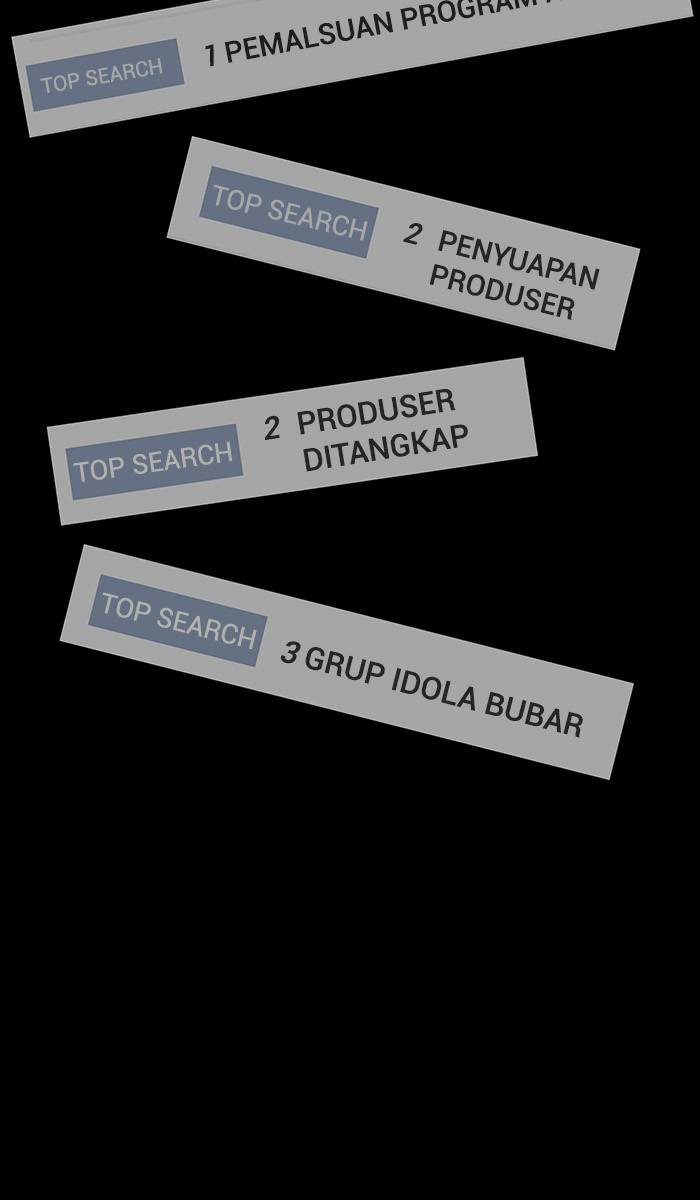 TOP SEARCH 1 PEMALSUAN PROGRAM
TOP SEARCH 2 PENYUAPAN
PRODUSER
TOP SEARCH 2 PRODUSER
DITANGKAP
TOP SEARCH 3 GRUP IDOLA BUBAR